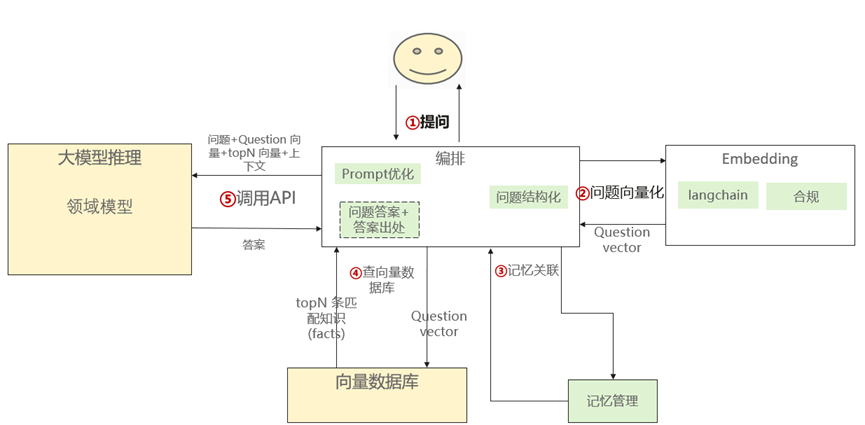 ①提问
问题+Question 向
量+topN 向量+上
下文
大模型推理
领域模型
⑤调用API
答案
编排
Prompt优化
问题结构化
问题答案+
答案出处
②问题向量化
Embedding
langchain
合规
Question
vector
④查向量数
据库
③记忆关联
topN 条匹
配知识
(facts)
Question
vector
向量数据库
记忆管理